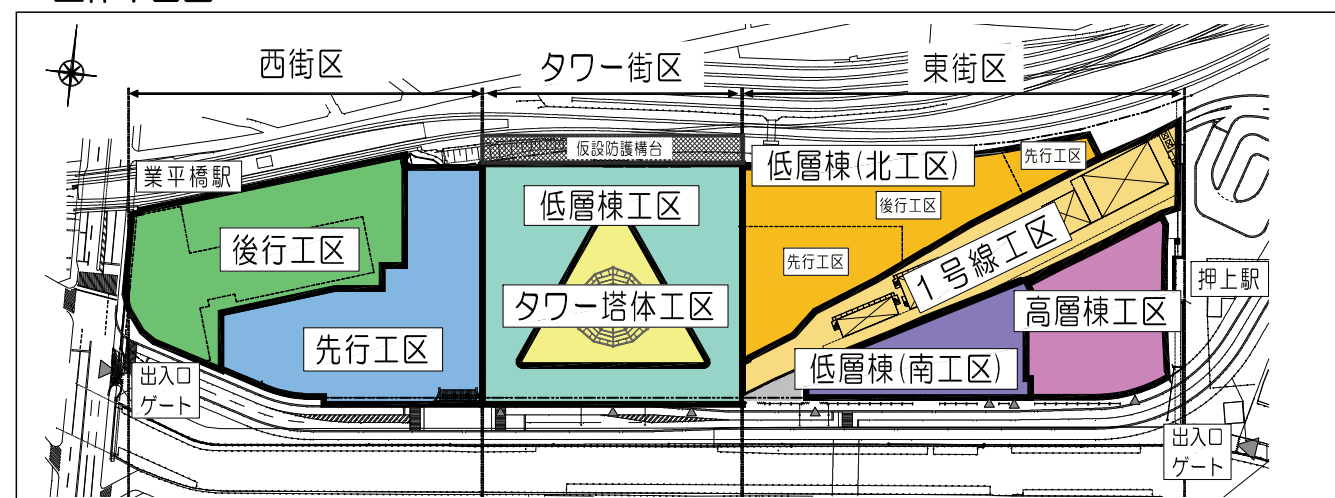 西街区
タワー街区
東街区
仮設防護構台
業平橋駅
低層棟(北工区)
先行工区
後行工区
低層棟工区
後行工区
先行工区
1号線工区
押上駅
タワー塔体工区
高層棟工区
先行工区
低層棟(南工区)
出入口
ゲート
出入口
ゲート